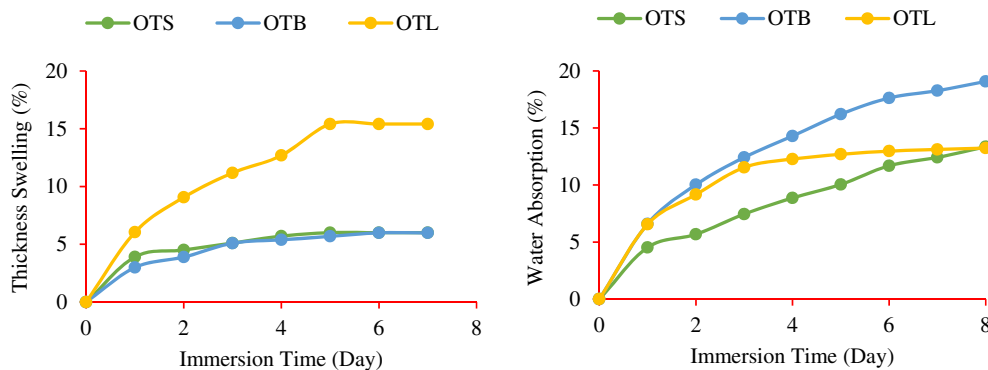 OTS OTB OTL
Thickness Swelling (%)
20
15
10
5
0
0 2 4 6 8
Immersion Time (Day)
OTS OTB OTL
Water Absorption (%)
20
15
10
5
0
0 2 4 6 8
Immersion Time (Day)